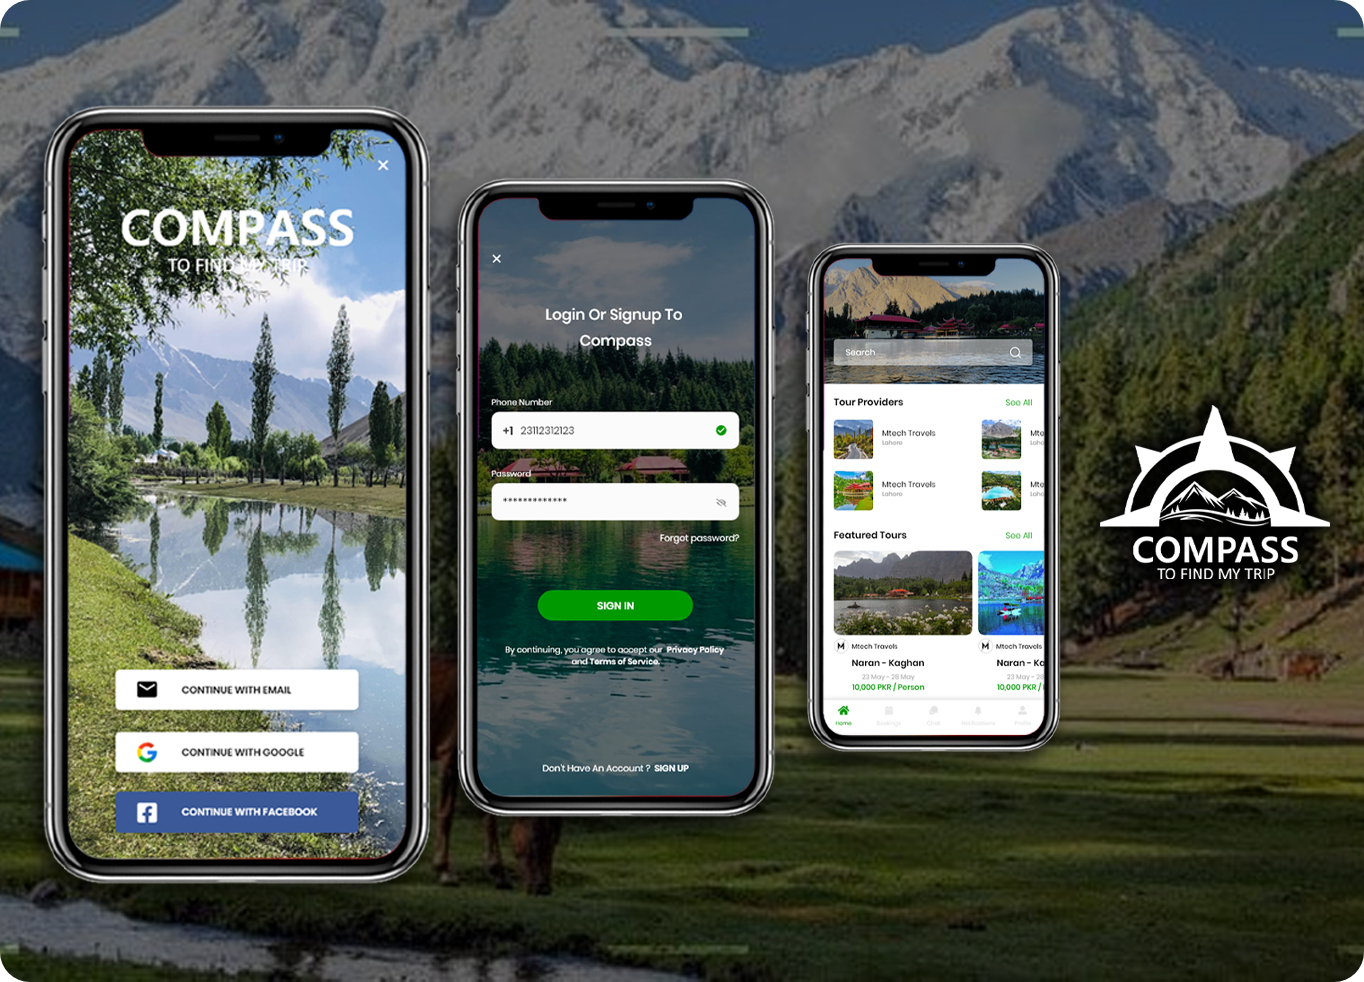 COMPASS
TO FIND MY TRIP
CONTINUE WITH EMAIL
CONTINUE WITH GOOGLE
CONTINUE WITH FACEBOOK
Login Or Signup To
Compass
Phone Number
+1 23112312123
Password
*************
Forgot password?
SIGN IN
By continuing, you agree to accept our Privacy Policy
and Terms of Service.
Don't Have An Account ? SIGN UP
Search
Tour Providers See All
Mtech Travels Mte
Lahore Laho
Mtech Travels Mte
Lahore Laho
Featured Tours See All
M Mtech Travels M Mtech Travels
Naran - Kaghan Naran - Ka
23 May - 28 May 23 May - 28
10,000 PKR / Person 10,000 PKR /
Home Bookings Chat Notifications Profile
COMPASS
TO FIND MY TRIP